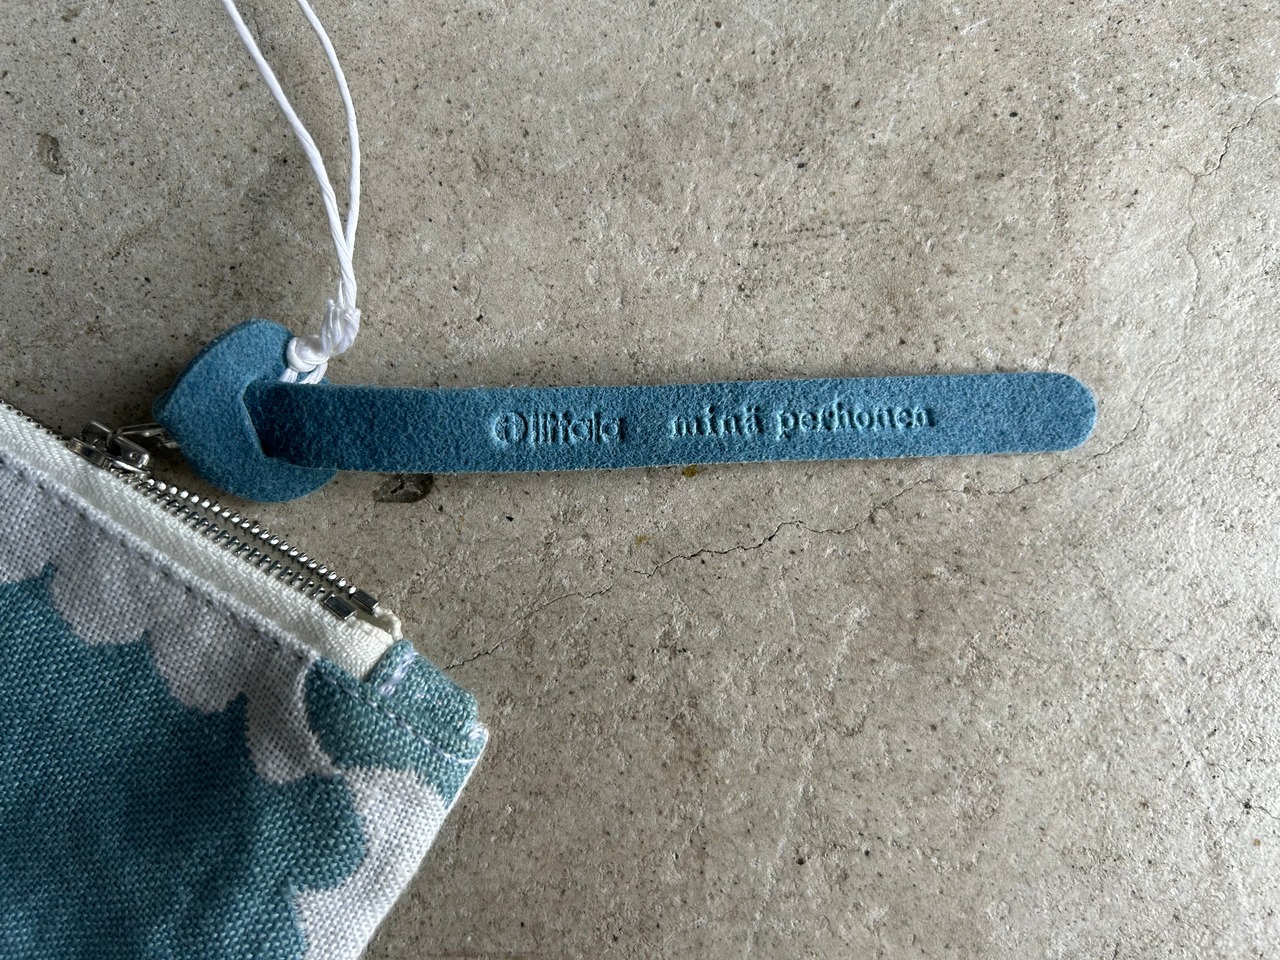 i iittala minä perhonen